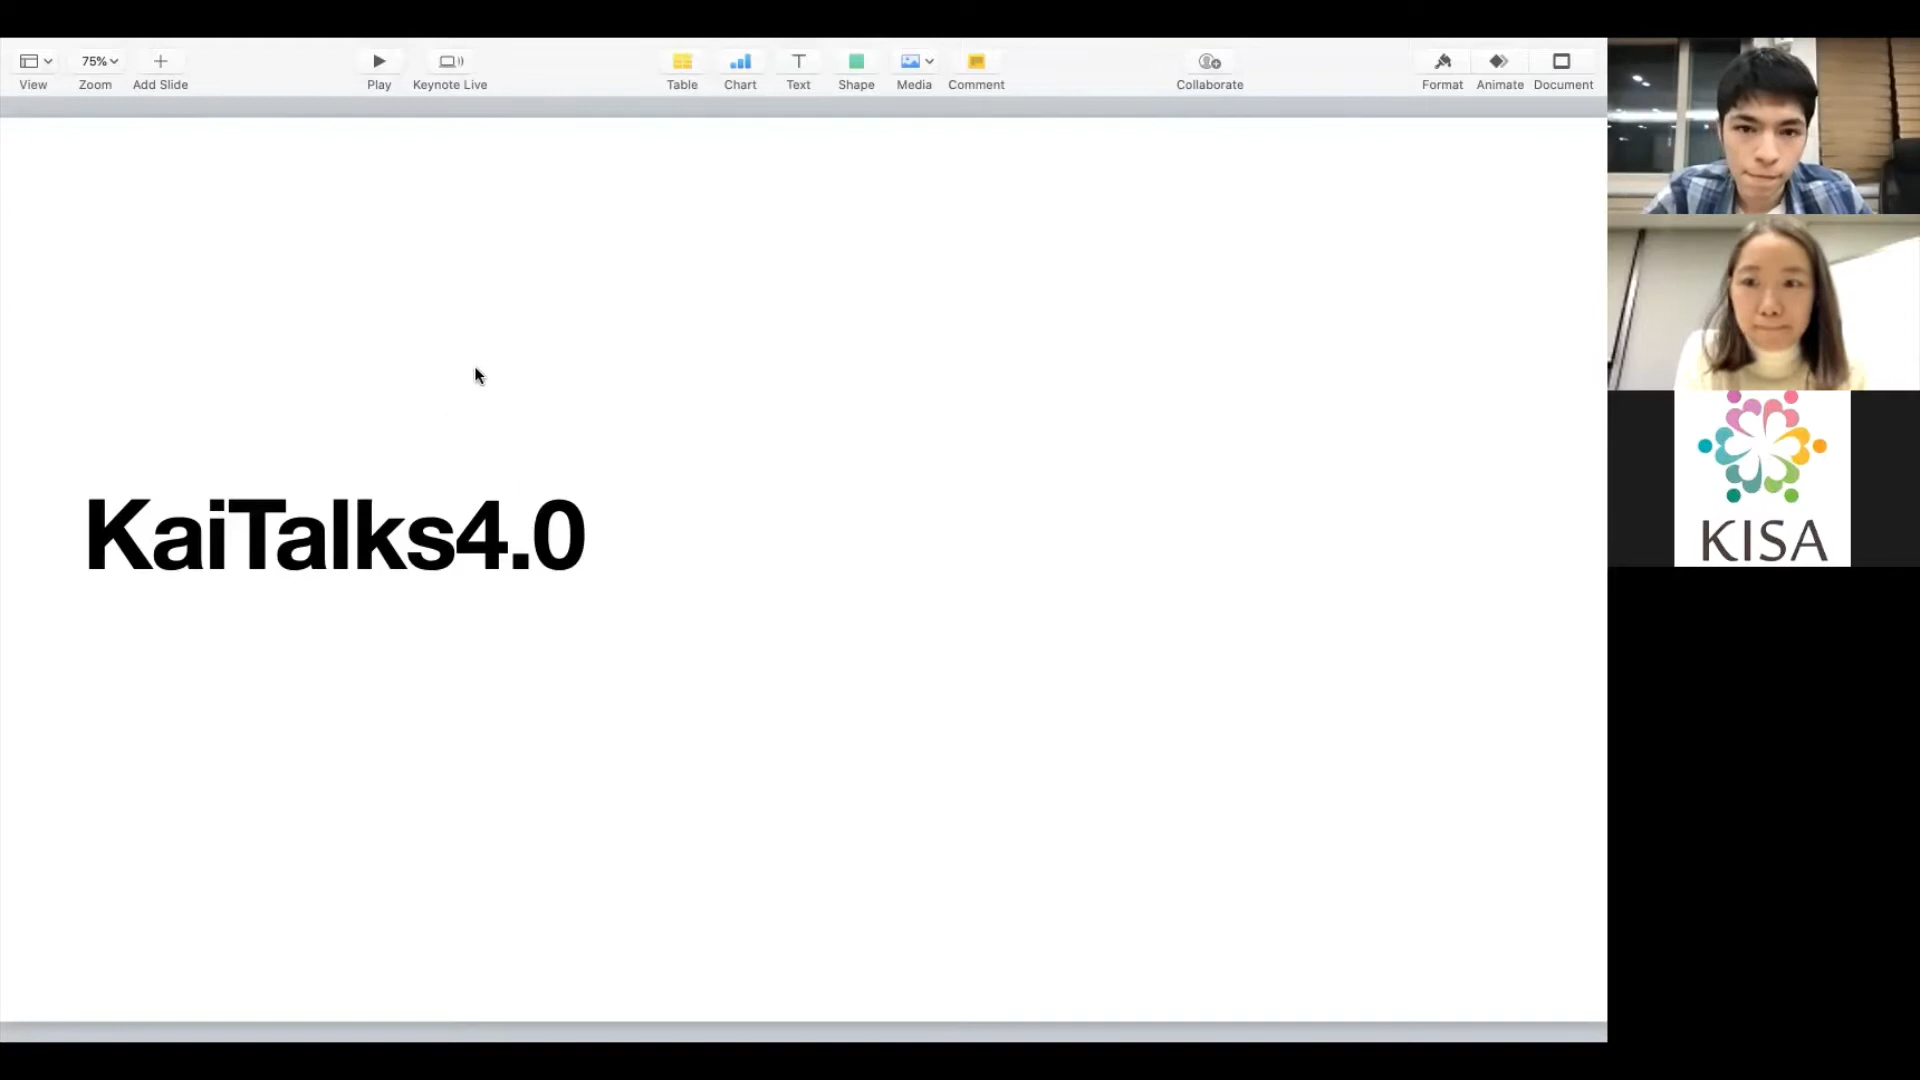 View
75%
Zoom
Add Slide
Play
Keynote Live
Table
Chart
Text
Shape
Media
Comment
Collaborate
Format
Animate
Document
KaiTalks4.0
KISA